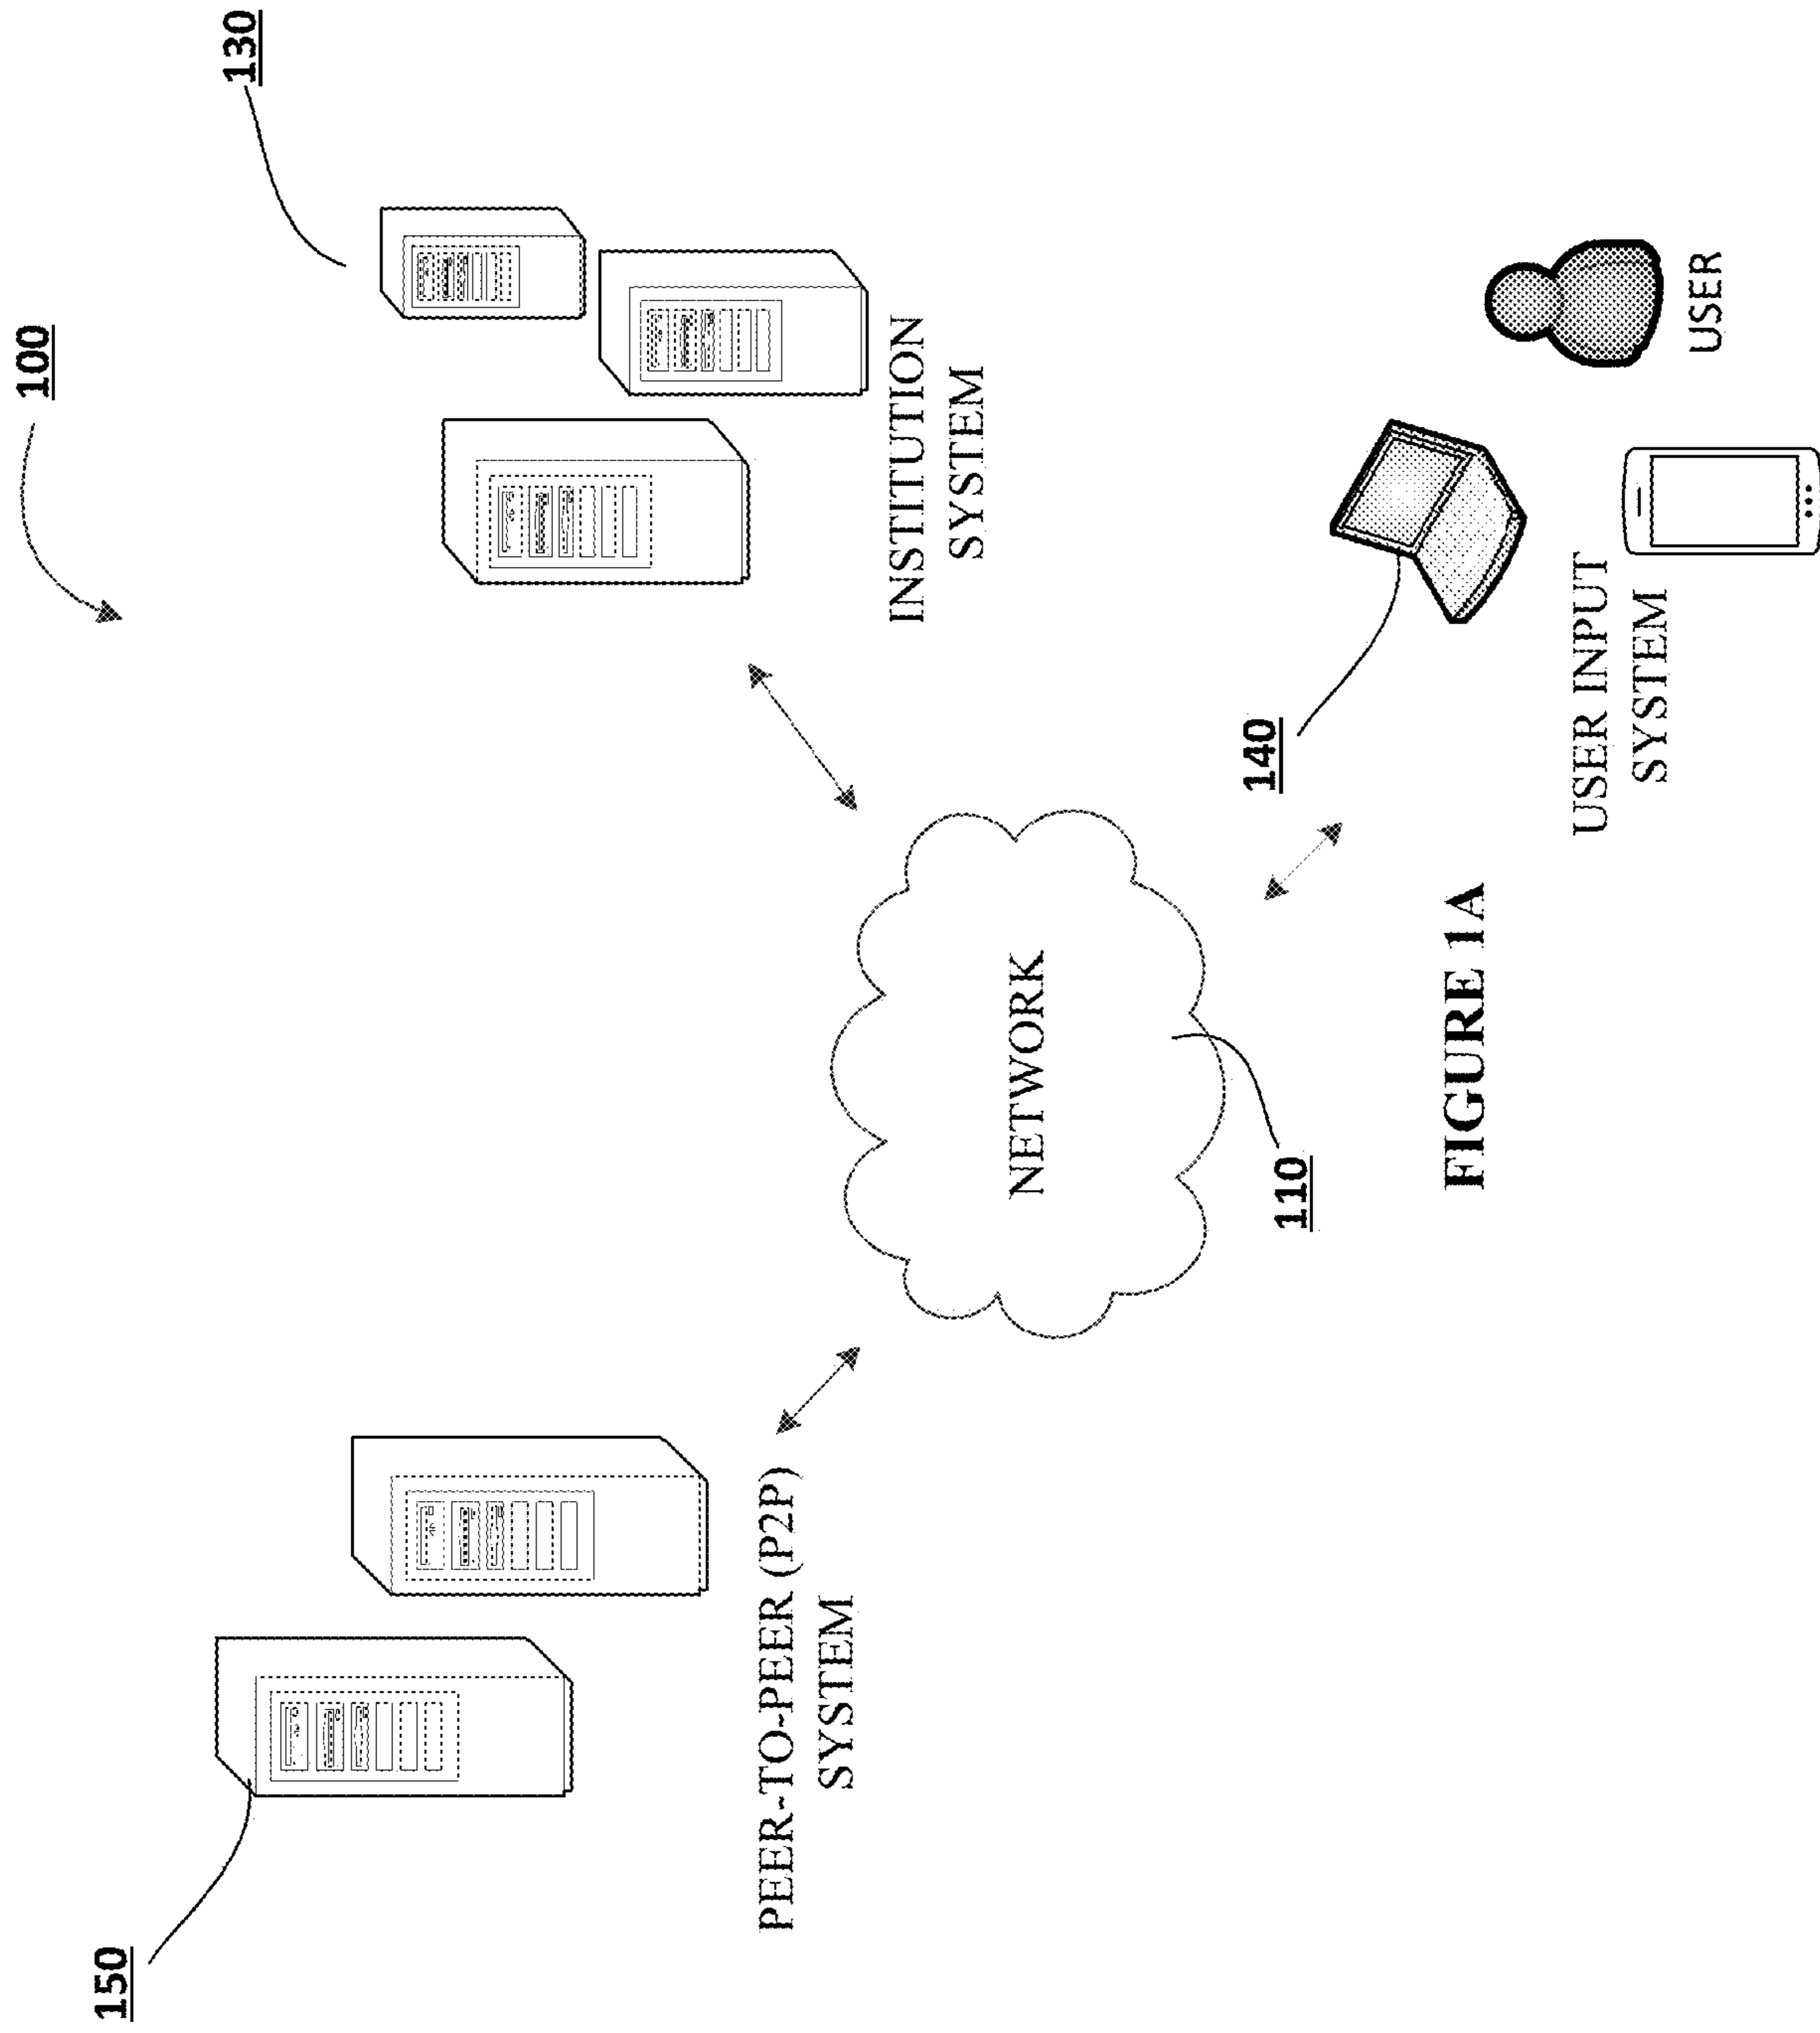 100
130
150
INSTITUTION
SYSTEM
PEER-TO-PEER (P2P)
SYSTEM
NETWORK
140
110
USER INPUT
SYSTEM
USER
FIGURE 1A